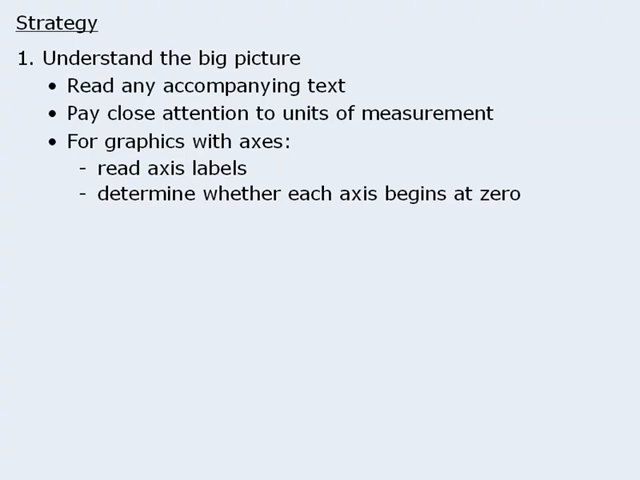 Strategy
1. Understand the big picture
• Read any accompanying text
• Pay close attention to units of measurement
• For graphics with axes:
- read axis labels
- determine whether each axis begins at zero